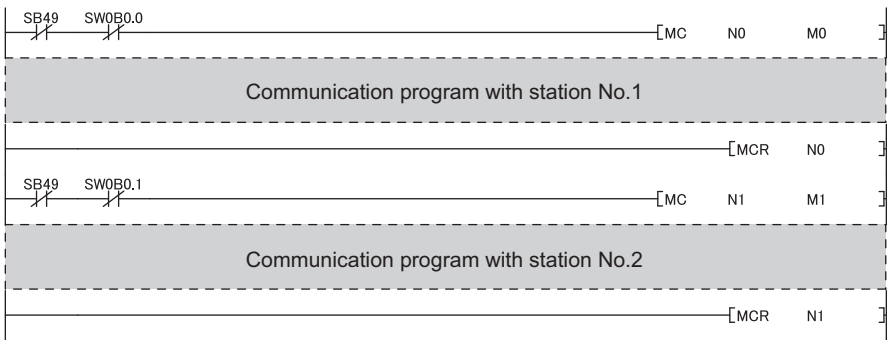 SB49 SW0B0.0
[MC N0 M0 ]
Communication program with station No.1
[MCR N0 ]
SB49 SW0B0.1
[MC N1 M1 ]
Communication program with station No.2
[MCR N1 ]